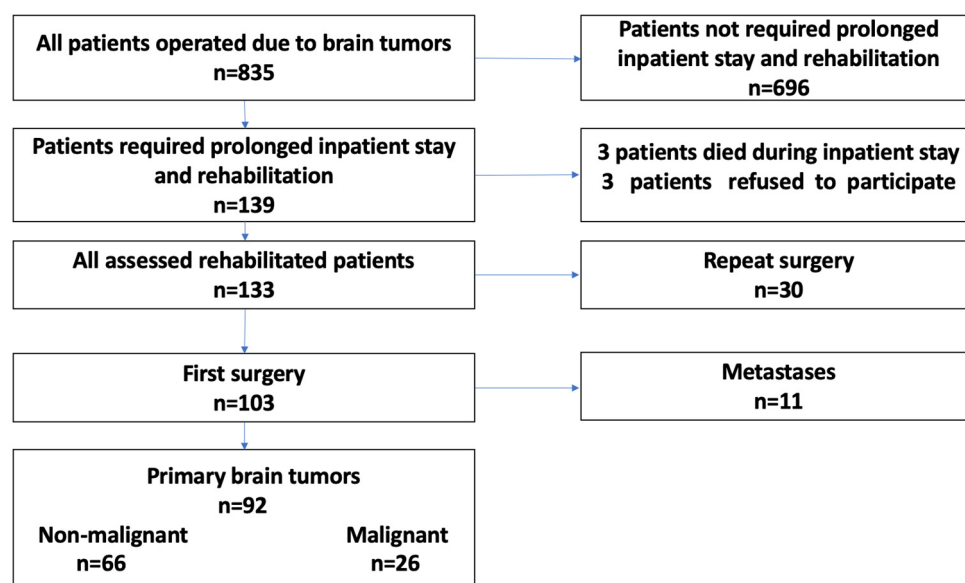 All patients operated due to brain tumors
n=835
Patients not required prolonged
inpatient stay and rehabilitation
n=696
Patients required prolonged inpatient stay
and rehabilitation
n=139
3 patients died during inpatient stay
3 patients refused to participate
All assessed rehabilitated patients
n=133
Repeat surgery
n=30
First surgery
n=103
Metastases
n=11
Primary brain tumors
n=92
Non-malignant
n=66
Malignant
n=26